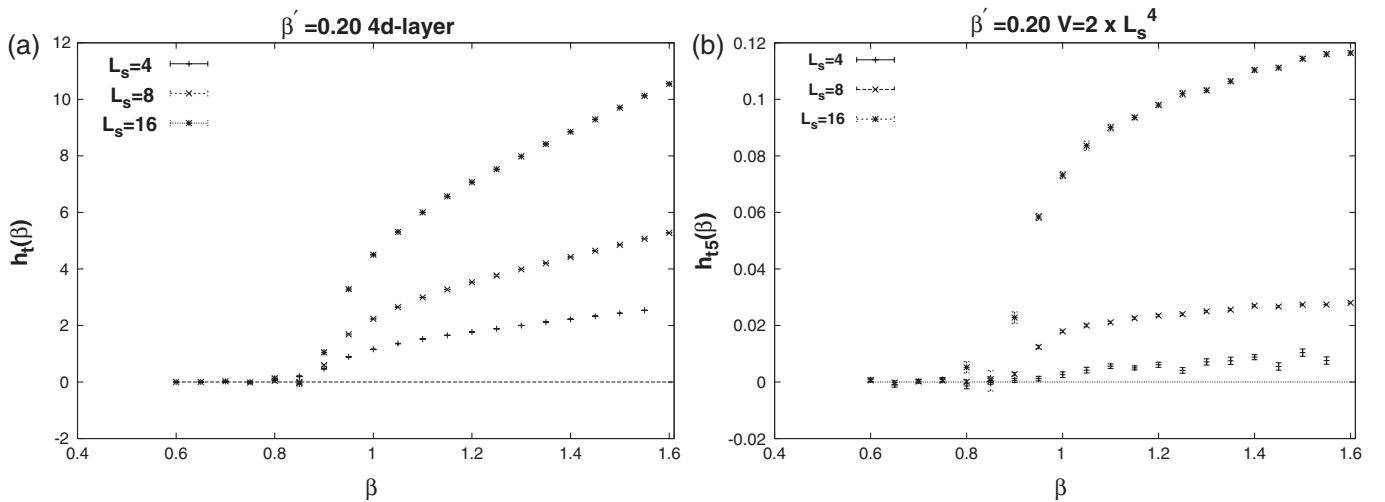 (a)
β′=0.20 4d-layer
L_s=4
L_s=8
L_s=16
h_t(β)
12
10
8
6
4
2
0
-2
0.4 0.6 0.8 1 1.2 1.4 1.6
β
(b)
β′=0.20 V=2 x L_s^4
L_s=4
L_s=8
L_s=16
h_t5(β)
0.12
0.1
0.08
0.06
0.04
0.02
0
-0.02
0.4 0.6 0.8 1 1.2 1.4 1.6
β